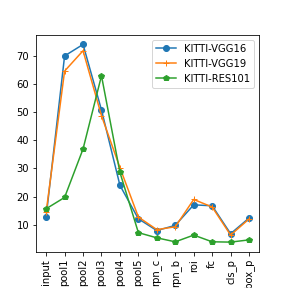 KITTI-VGG16
KITTI-VGG19
KITTI-RES101
70
60
50
40
30
20
10
input
pool1
pool2
pool3
pool4
pool5
rpn_c
rpn_b
roi
fc
cls_p
box_p